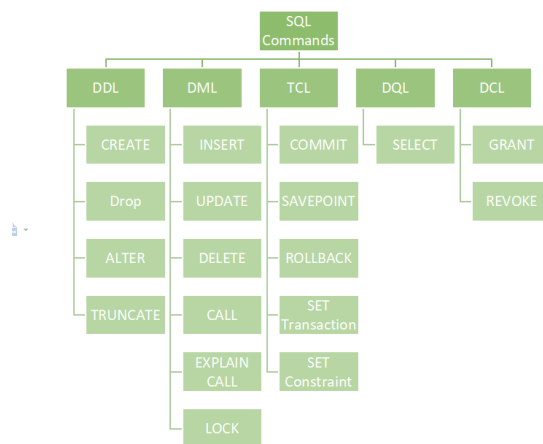 SQL
Commands
DDL
DML
TCL
DQL
DCL
CREATE
INSERT
COMMIT
SELECT
GRANT
Drop
UPDATE
SAVEPOINT
REVOKE
ALTER
DELETE
ROLLBACK
TRUNCATE
CALL
SET
Transaction
EXPLAIN
CALL
SET
Constraint
LOCK